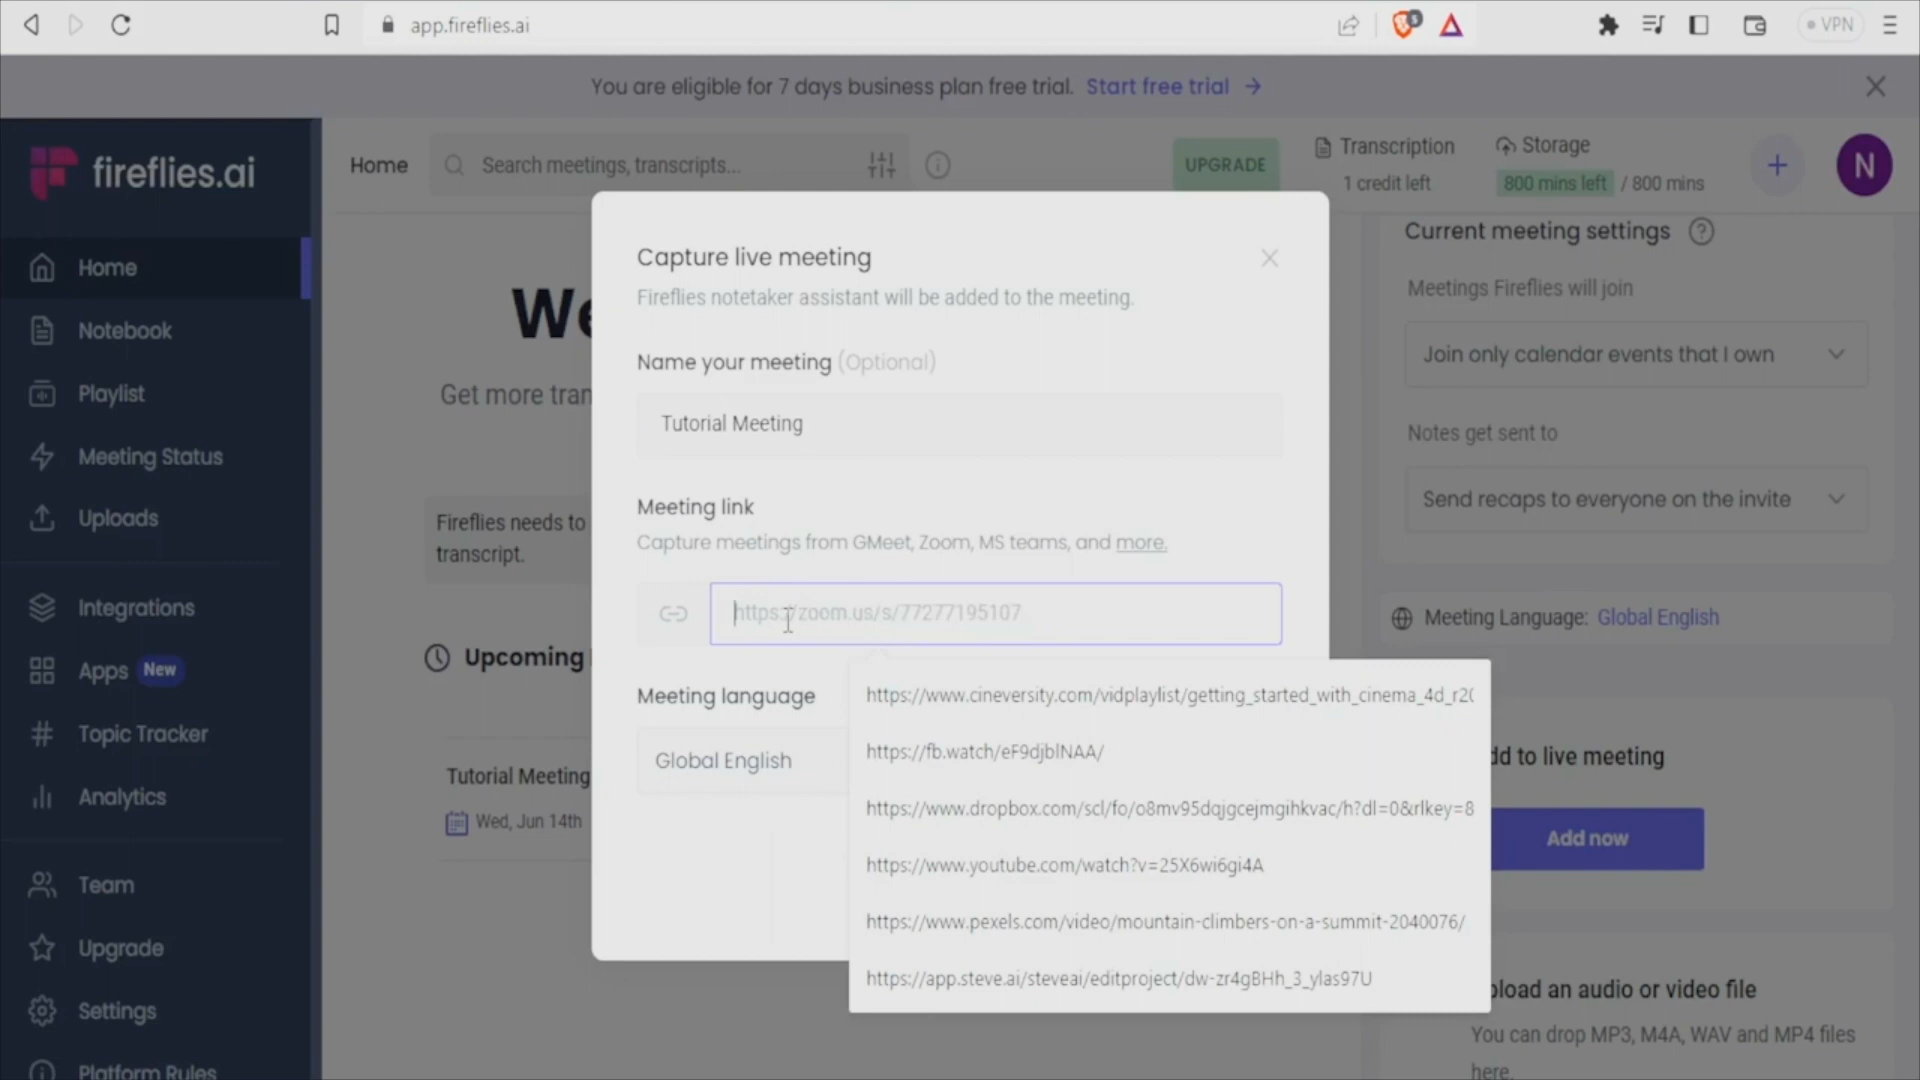 app.fireflies.ai
5
VPN
You are eligible for 7 days business plan free trial. Start free trial →
fireflies.ai
Home
Notebook
Playlist
Meeting Status
Uploads
Integrations
Apps New
Topic Tracker
Analytics
Team
Upgrade
Settings
Platform Rules
Home
Search meetings, transcripts...
UPGRADE
Transcription
1 credit left
Storage
800 mins left / 800 mins
N
We
Get more tran
Fireflies needs to
transcript.
Upcoming
Tutorial Meeting
Wed, Jun 14th
Capture live meeting
Fireflies notetaker assistant will be added to the meeting.
Name your meeting (Optional)
Tutorial Meeting
Meeting link
Capture meetings from GMeet, Zoom, MS teams, and more.
https://zoom.us/s/77277195107
Meeting language
Global English
https://www.cineversity.com/vidplaylist/getting_started_with_cinema_4d_r2(
https://fb.watch/eF9djblNAA/
https://www.dropbox.com/scl/fo/o8mv95dqjgcejmgihkvac/h?dl=0&rlkey=8
https://www.youtube.com/watch?v=25X6wi6gi4A
https://www.pexels.com/video/mountain-climbers-on-a-summit-2040076/
https://app.steve.ai/steveai/editproject/dw-zr4gBHh_3_ylas97U
Current meeting settings
Meetings Fireflies will join
Join only calendar events that I own
Notes get sent to
Send recaps to everyone on the invite
Meeting Language: Global English
dd to live meeting
Add now
pload an audio or video file
You can drop MP3, M4A, WAV and MP4 files
here.